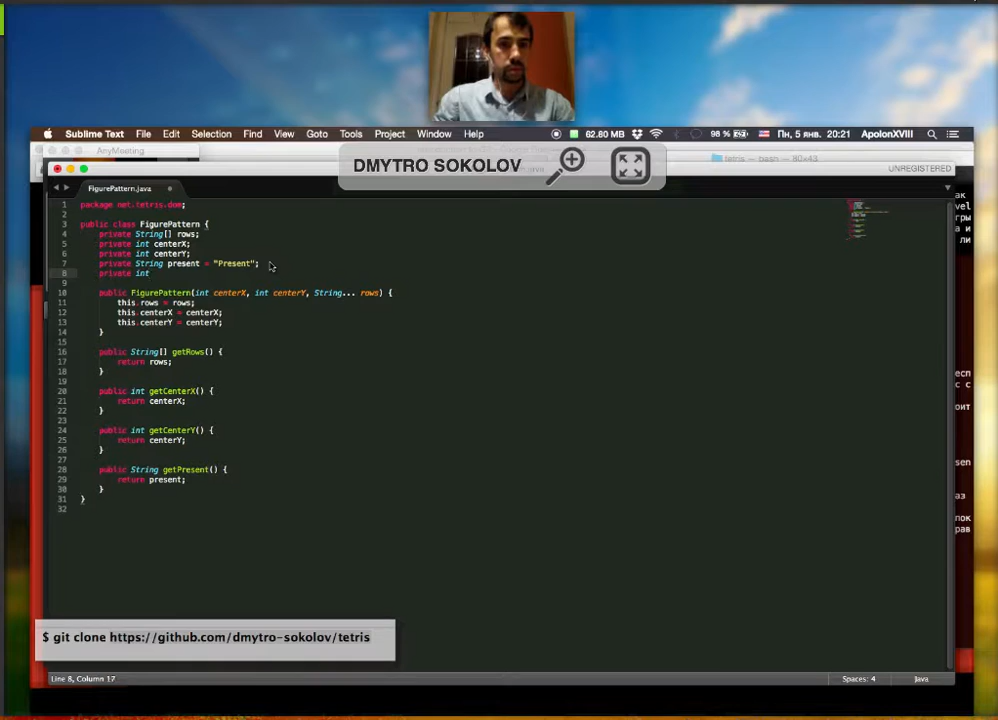 Sublime Text File Edit Selection Find View Goto Tools Project Window Help 62.80 MB 98 % Пн, 5 янв. 20:21 ApolonXVIII
AnyMeeting
DMYTRO SOKOLOV
tetris — bash — 80×43
UNREGISTERED
FigurePattern.java
1 package net.tetris.dom;
2
3 public class FigurePattern {
4 private String[] rows;
5 private int centerX;
6 private int centerY;
7 private String present = "Present";
8 private int
9
10 public FigurePattern(int centerX, int centerY, String... rows) {
11 this.rows = rows;
12 this.centerX = centerX;
13 this.centerY = centerY;
14 }
15
16 public String[] getRows() {
17 return rows;
18 }
19
20 public int getCenterX() {
21 return centerX;
22 }
23
24 public int getCenterY() {
25 return centerY;
26 }
27
28 public String getPresent() {
29 return present;
30 }
31 }
32
$ git clone https://github.com/dmytro-sokolov/tetris
Line 8, Column 17 Spaces: 4 Java